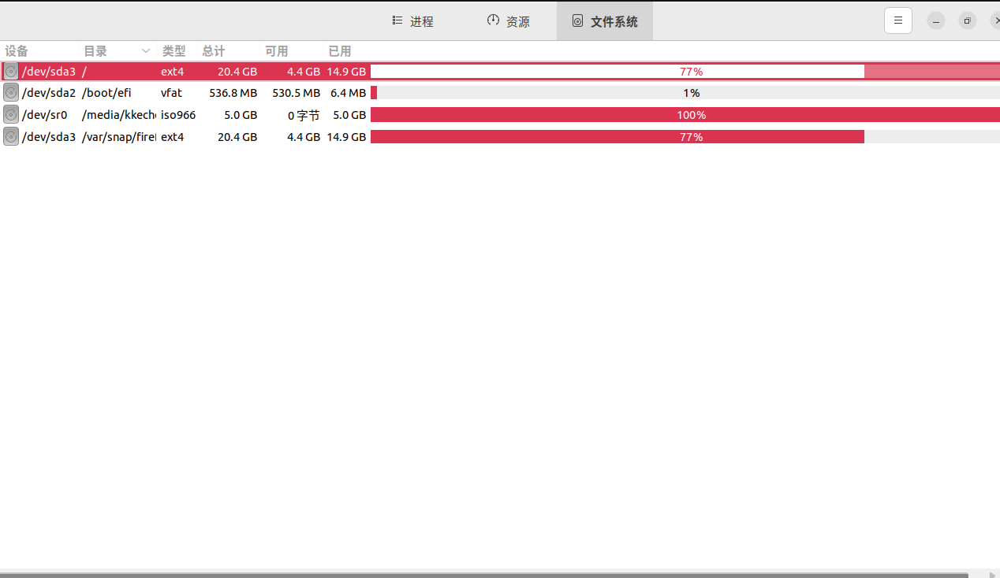 进程 资源 文件系统
设备 目录 类型 总计 可用 已用
/dev/sda3 / ext4 20.4 GB 4.4 GB 14.9 GB 77%
/dev/sda2 /boot/efi vfat 536.8 MB 530.5 MB 6.4 MB 1%
/dev/sr0 /media/kkech iso966 5.0 GB 0 字节 5.0 GB 100%
/dev/sda3 /var/snap/firef ext4 20.4 GB 4.4 GB 14.9 GB 77%